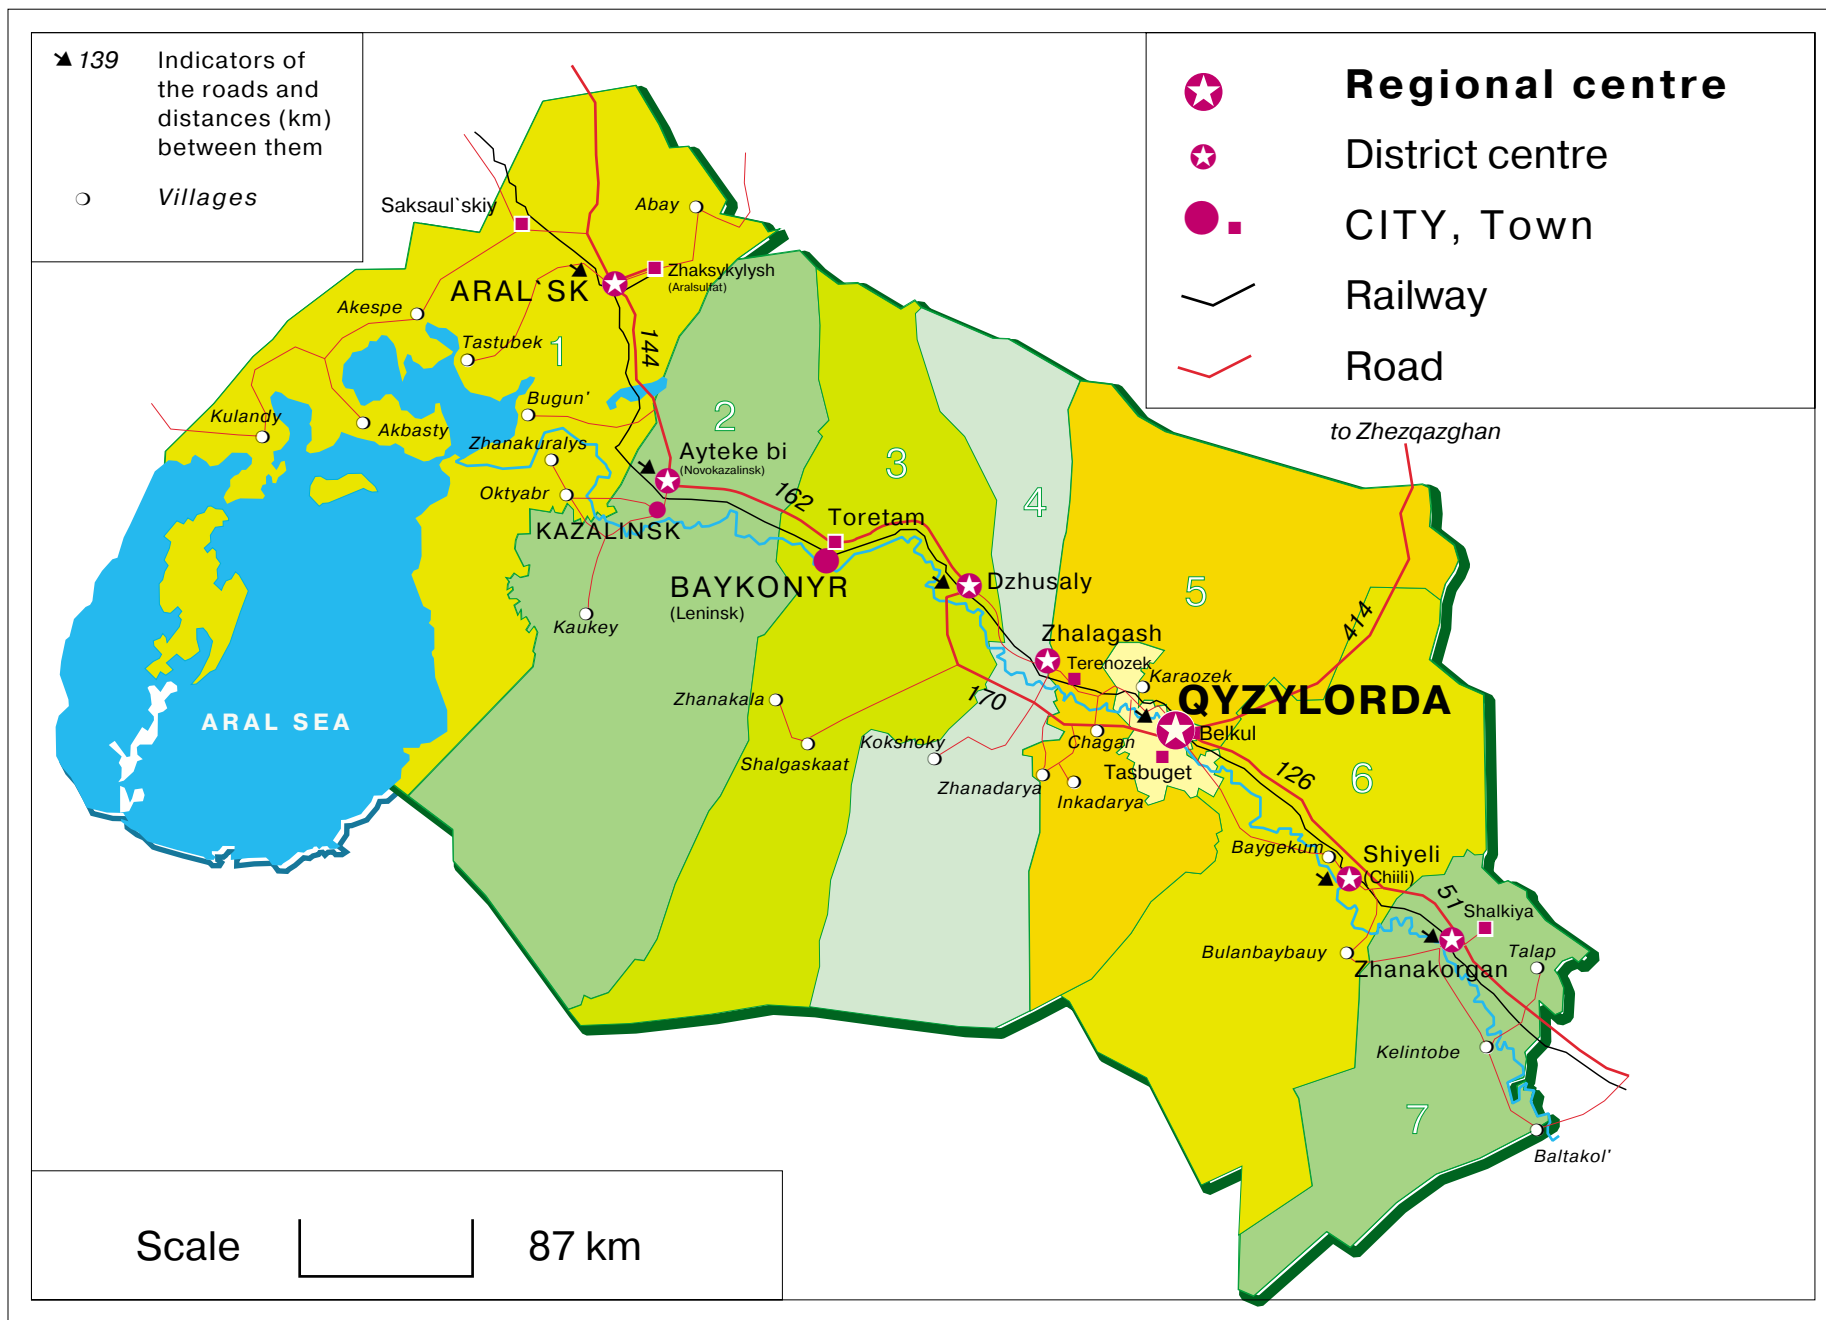 139
Indicators of
the roads and
distances (km)
between them
Villages
Regional centre
District centre
CITY, Town
Railway
Road
to Zhezqazghan
Saksaul`skiy
Abay
Zhaksykylysh
(Aralsulfat)
ARAL`SK
Akespe
Tastubek
1
144
Bugun'
Kulandy
Akbasty
Zhanakuralys
2
Ayteke bi
(Novokazalinsk)
3
Oktyabr
162
4
KAZALINSK
Toretam
BAYKONYR
(Leninsk)
Dzhusaly
5
414
Kaukey
Zhalagash
Terenozek
Karaozek
Zhanakala
170
QYZYLORDA
Belkul
Chagan
Kokshoky
Shalgaskaat
Tasbuget
126
6
Zhanadarya
Inkadarya
Baygekum
Shiyeli
(Chiili)
51
Shalkiya
Bulanbaybauy
Zhanakorgan
Talap
Kelintobe
7
Baltakol'
ARAL SEA
Scale
87 km